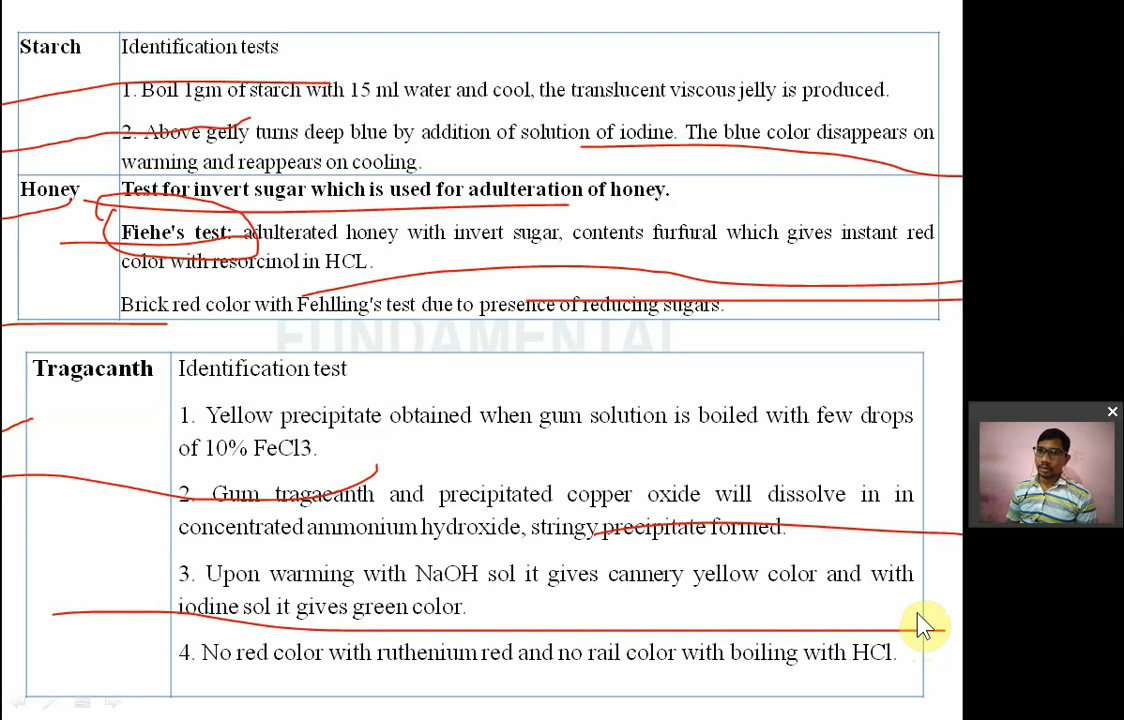 Starch
Identification tests
1. Boil 1gm of starch with 15 ml water and cool, the translucent viscous jelly is produced.
2. Above gelly turns deep blue by addition of solution of iodine. The blue color disappears on
warming and reappears on cooling.
Honey
Test for invert sugar which is used for adulteration of honey.
Fiehe's test: adulterated honey with invert sugar, contents furfural which gives instant red
color with resorcinol in HCL.
Brick red color with Fehlling's test due to presence of reducing sugars.
FUNDAMENTAL
Tragacanth
Identification test
1. Yellow precipitate obtained when gum solution is boiled with few drops
of 10% FeCl3.
2. Gum tragacanth and precipitated copper oxide will dissolve in in
concentrated ammonium hydroxide, stringy precipitate formed.
3. Upon warming with NaOH sol it gives cannery yellow color and with
iodine sol it gives green color.
4. No red color with ruthenium red and no rail color with boiling with HCl.